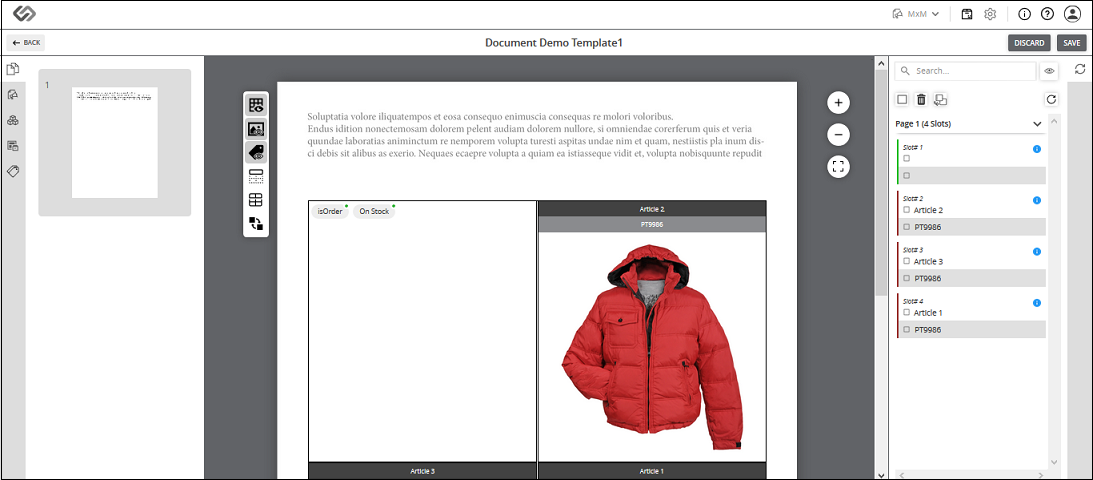 MxM
BACK
Document Demo Template1
DISCARD
SAVE
1
Soluptatia volore iliquatempos et eosa consequo enimuscia consequas re molori voloribus.
Endus idition nonectemosam dolorem pelent audiam dolorem nullore, si omniendae corerferum quis et veria
quundae laboratias animinctum re nemporem volupta turesti aspitas undae nim et quam, nestiistis pla inum dis-
ci debis sit alibus as exerio. Nequaes ecaepre volupta a quiam ea istiasseque vidit et, volupta nobisqunte repudit
isOrder
On Stock
Article 2
PT9986
Article 3
Article 1
Search...
Page 1 (4 Slots)
Slot# 1
Slot# 2
Article 2
PT9986
Slot# 3
Article 3
PT9986
Slot# 4
Article 1
PT9986